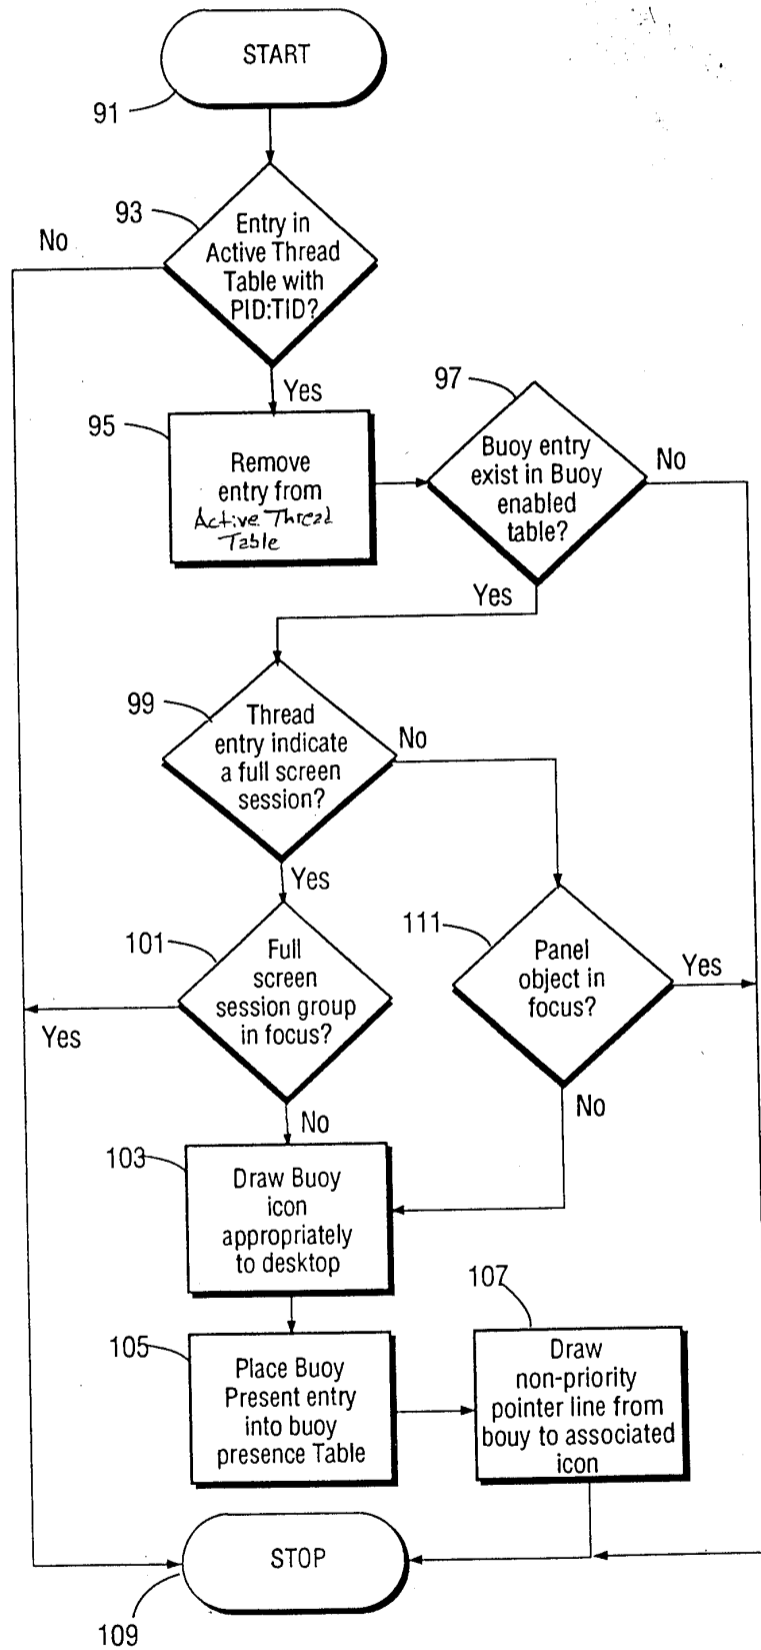 START
91
93
Entry in
Active Thread
Table with
PID:TID?
No
Yes
95
Remove
entry from
Active Thread
Table
97
Buoy entry
exist in Buoy
enabled
table?
No
Yes
99
Thread
entry indicate
a full screen
session?
No
Yes
101
Full
screen
session group
in focus?
Yes
No
111
Panel
object in
focus?
Yes
No
103
Draw Buoy
icon
appropriately
to desktop
105
Place Buoy
Present entry
into buoy
presence Table
107
Draw
non-priority
pointer line from
bouy to associated
icon
STOP
109